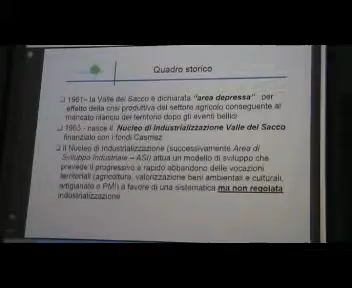 Quadro storico
❑ 1961– la Valle del Sacco è dichiarata "area depressa" per
effetto della crisi produttiva del settore agricolo conseguente al
mancato rilancio del territorio dopo gli eventi bellici
❑ 1963 - nasce il Nucleo di Industrializzazione Valle del Sacco
finanziato con i fondi Casmez
❑ Il Nucleo di Industrializzazione (successivamente Area di
Sviluppo Industriale – ASI) attua un modello di sviluppo che
prevede il progressivo e rapido abbandono delle vocazioni
territoriali (agricoltura, valorizzazione beni ambientali e culturali,
artigianato e PMI) a favore di una sistematica ma non regolata
industrializzazione